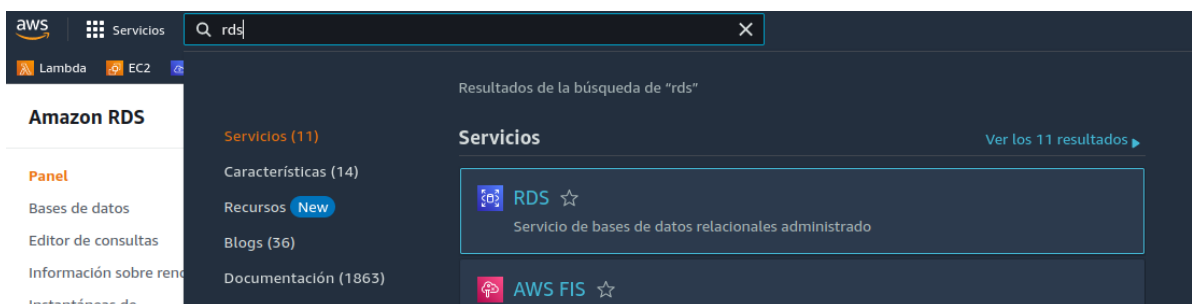 aws
Servicios
rds
Lambda
EC2
Resultados de la búsqueda de “rds”
Amazon RDS
Servicios (11)
Servicios
Ver los 11 resultados
Panel
Características (14)
RDS
Bases de datos
Recursos New
Servicio de bases de datos relacionales administrado
Editor de consultas
Blogs (36)
Información sobre
Documentación (1863)
AWS FIS